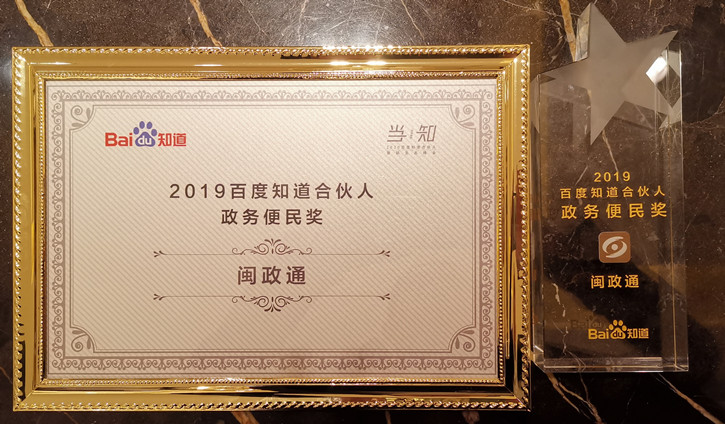 Baidu知道
当i知
2019百度知道合伙人
政务便民奖
闽政通
2019
百度知道合伙人
政务便民奖
闽政通
Baidu知道